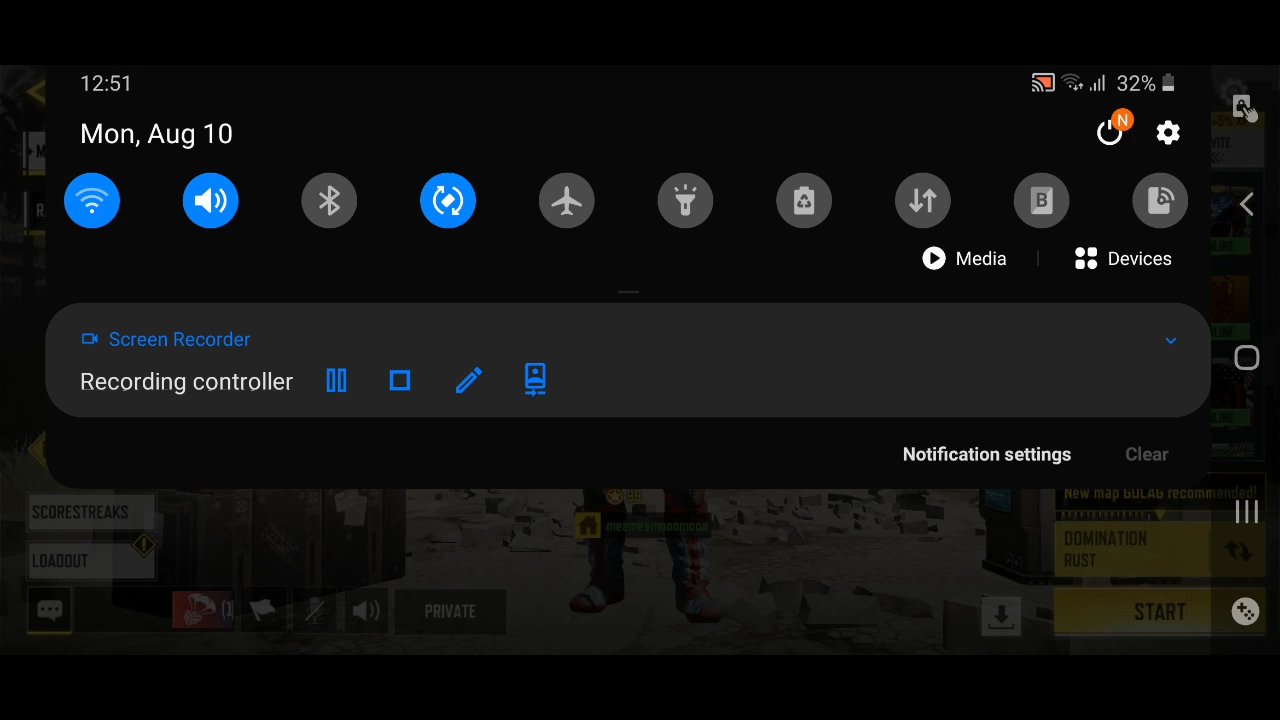 12:51
32%
Mon, Aug 10
N
B
Media
Devices
Screen Recorder
Recording controller
Notification settings
Clear
SCORESTREAKS
LOADOUT
meemeemooomooo
New map GULAG recommended!
DOMINATION
RUST
PRIVATE
START